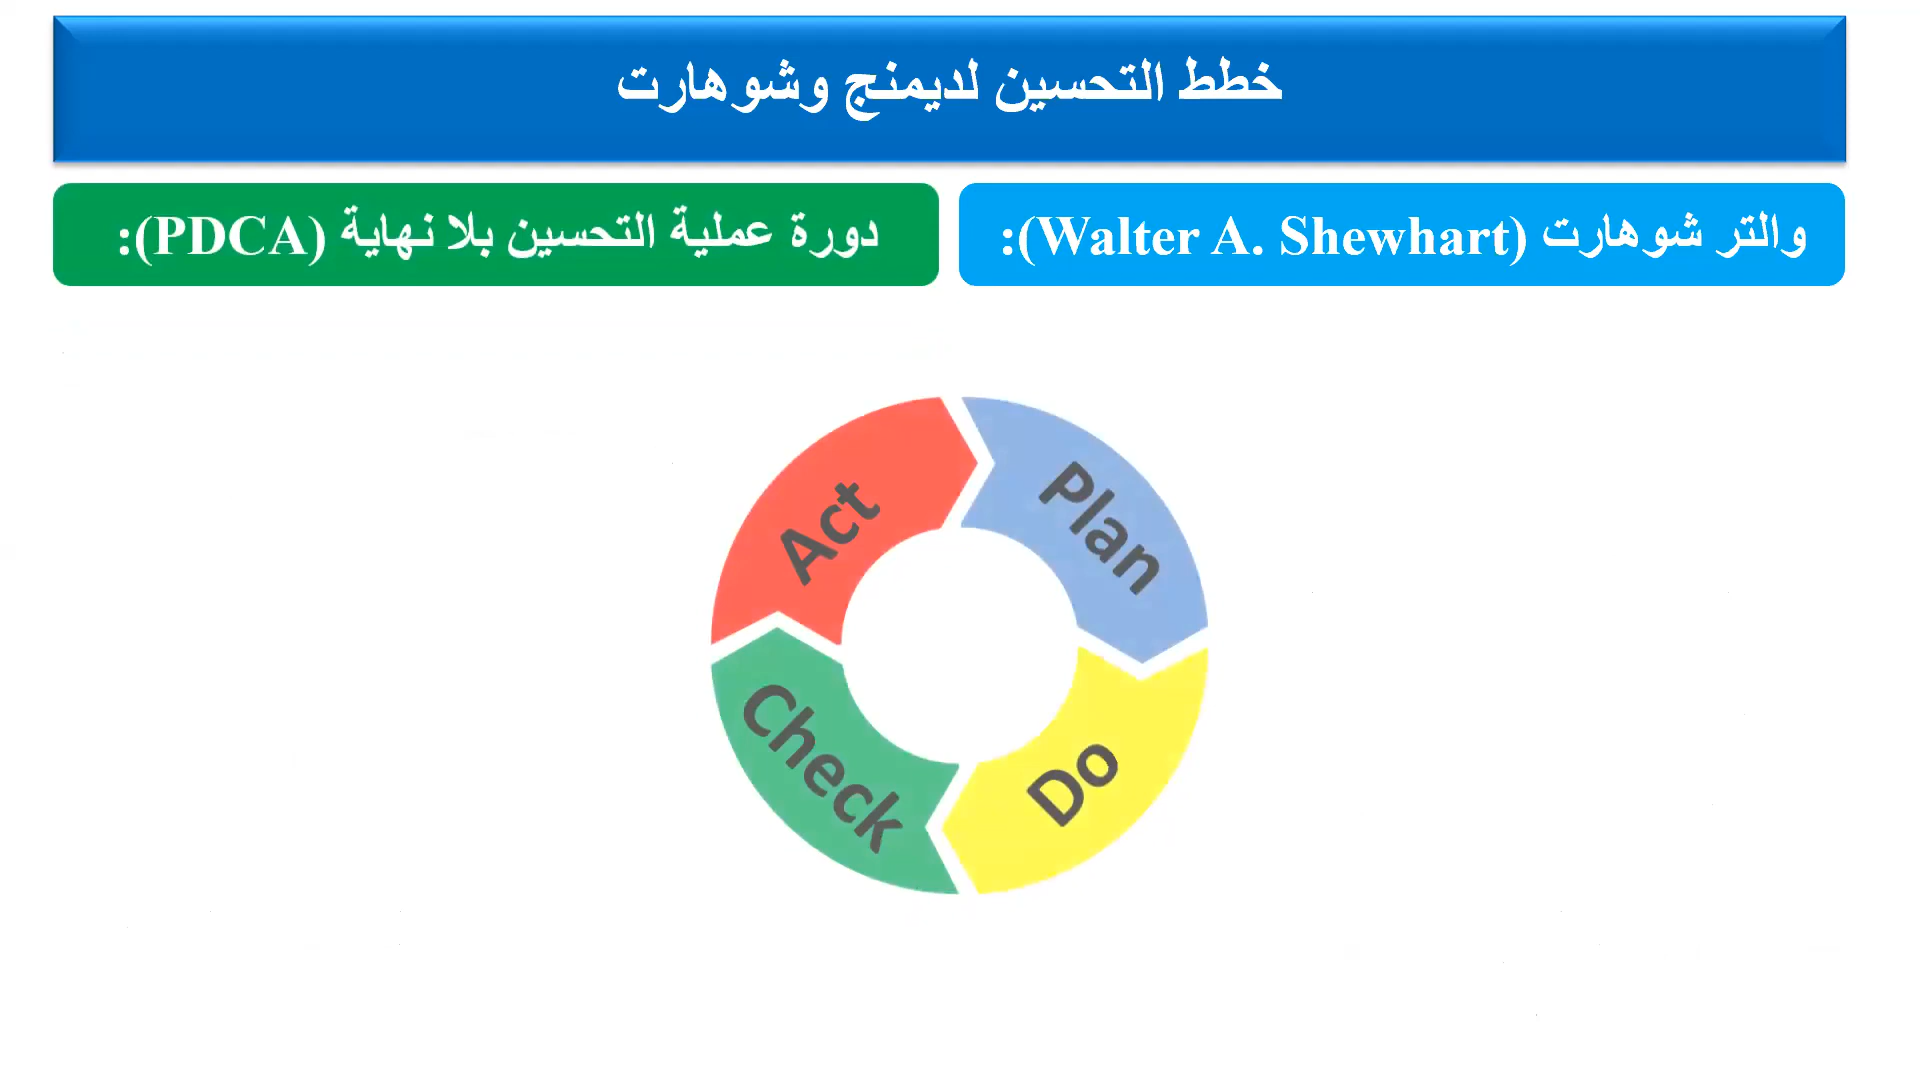 خطط التحسين لديمنج وشوهارت
والتر شوهارت (Walter A. Shewhart):
دورة عملية التحسين بلا نهاية (PDCA):
Plan
Do
Check
Act